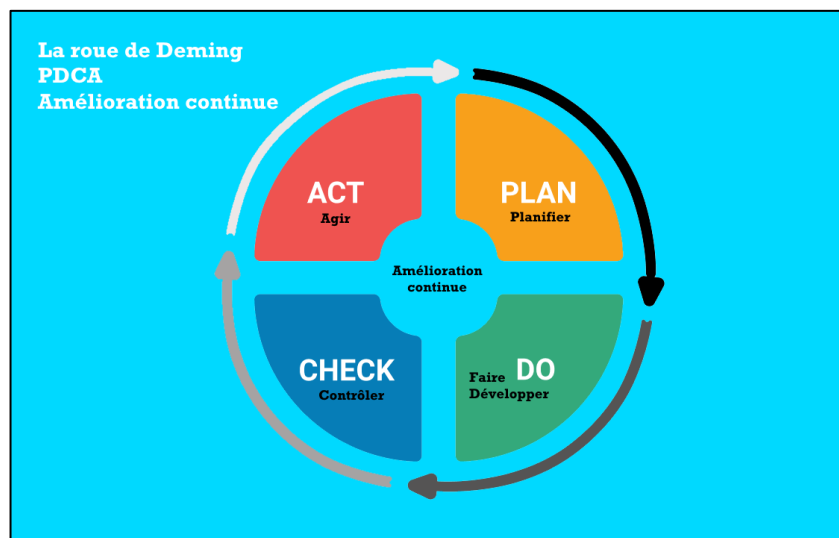 La roue de Deming
PDCA
Amélioration continue
ACT
Agir
PLAN
Planifier
Amélioration
continue
CHECK
Contrôler
Faire DO
Développer